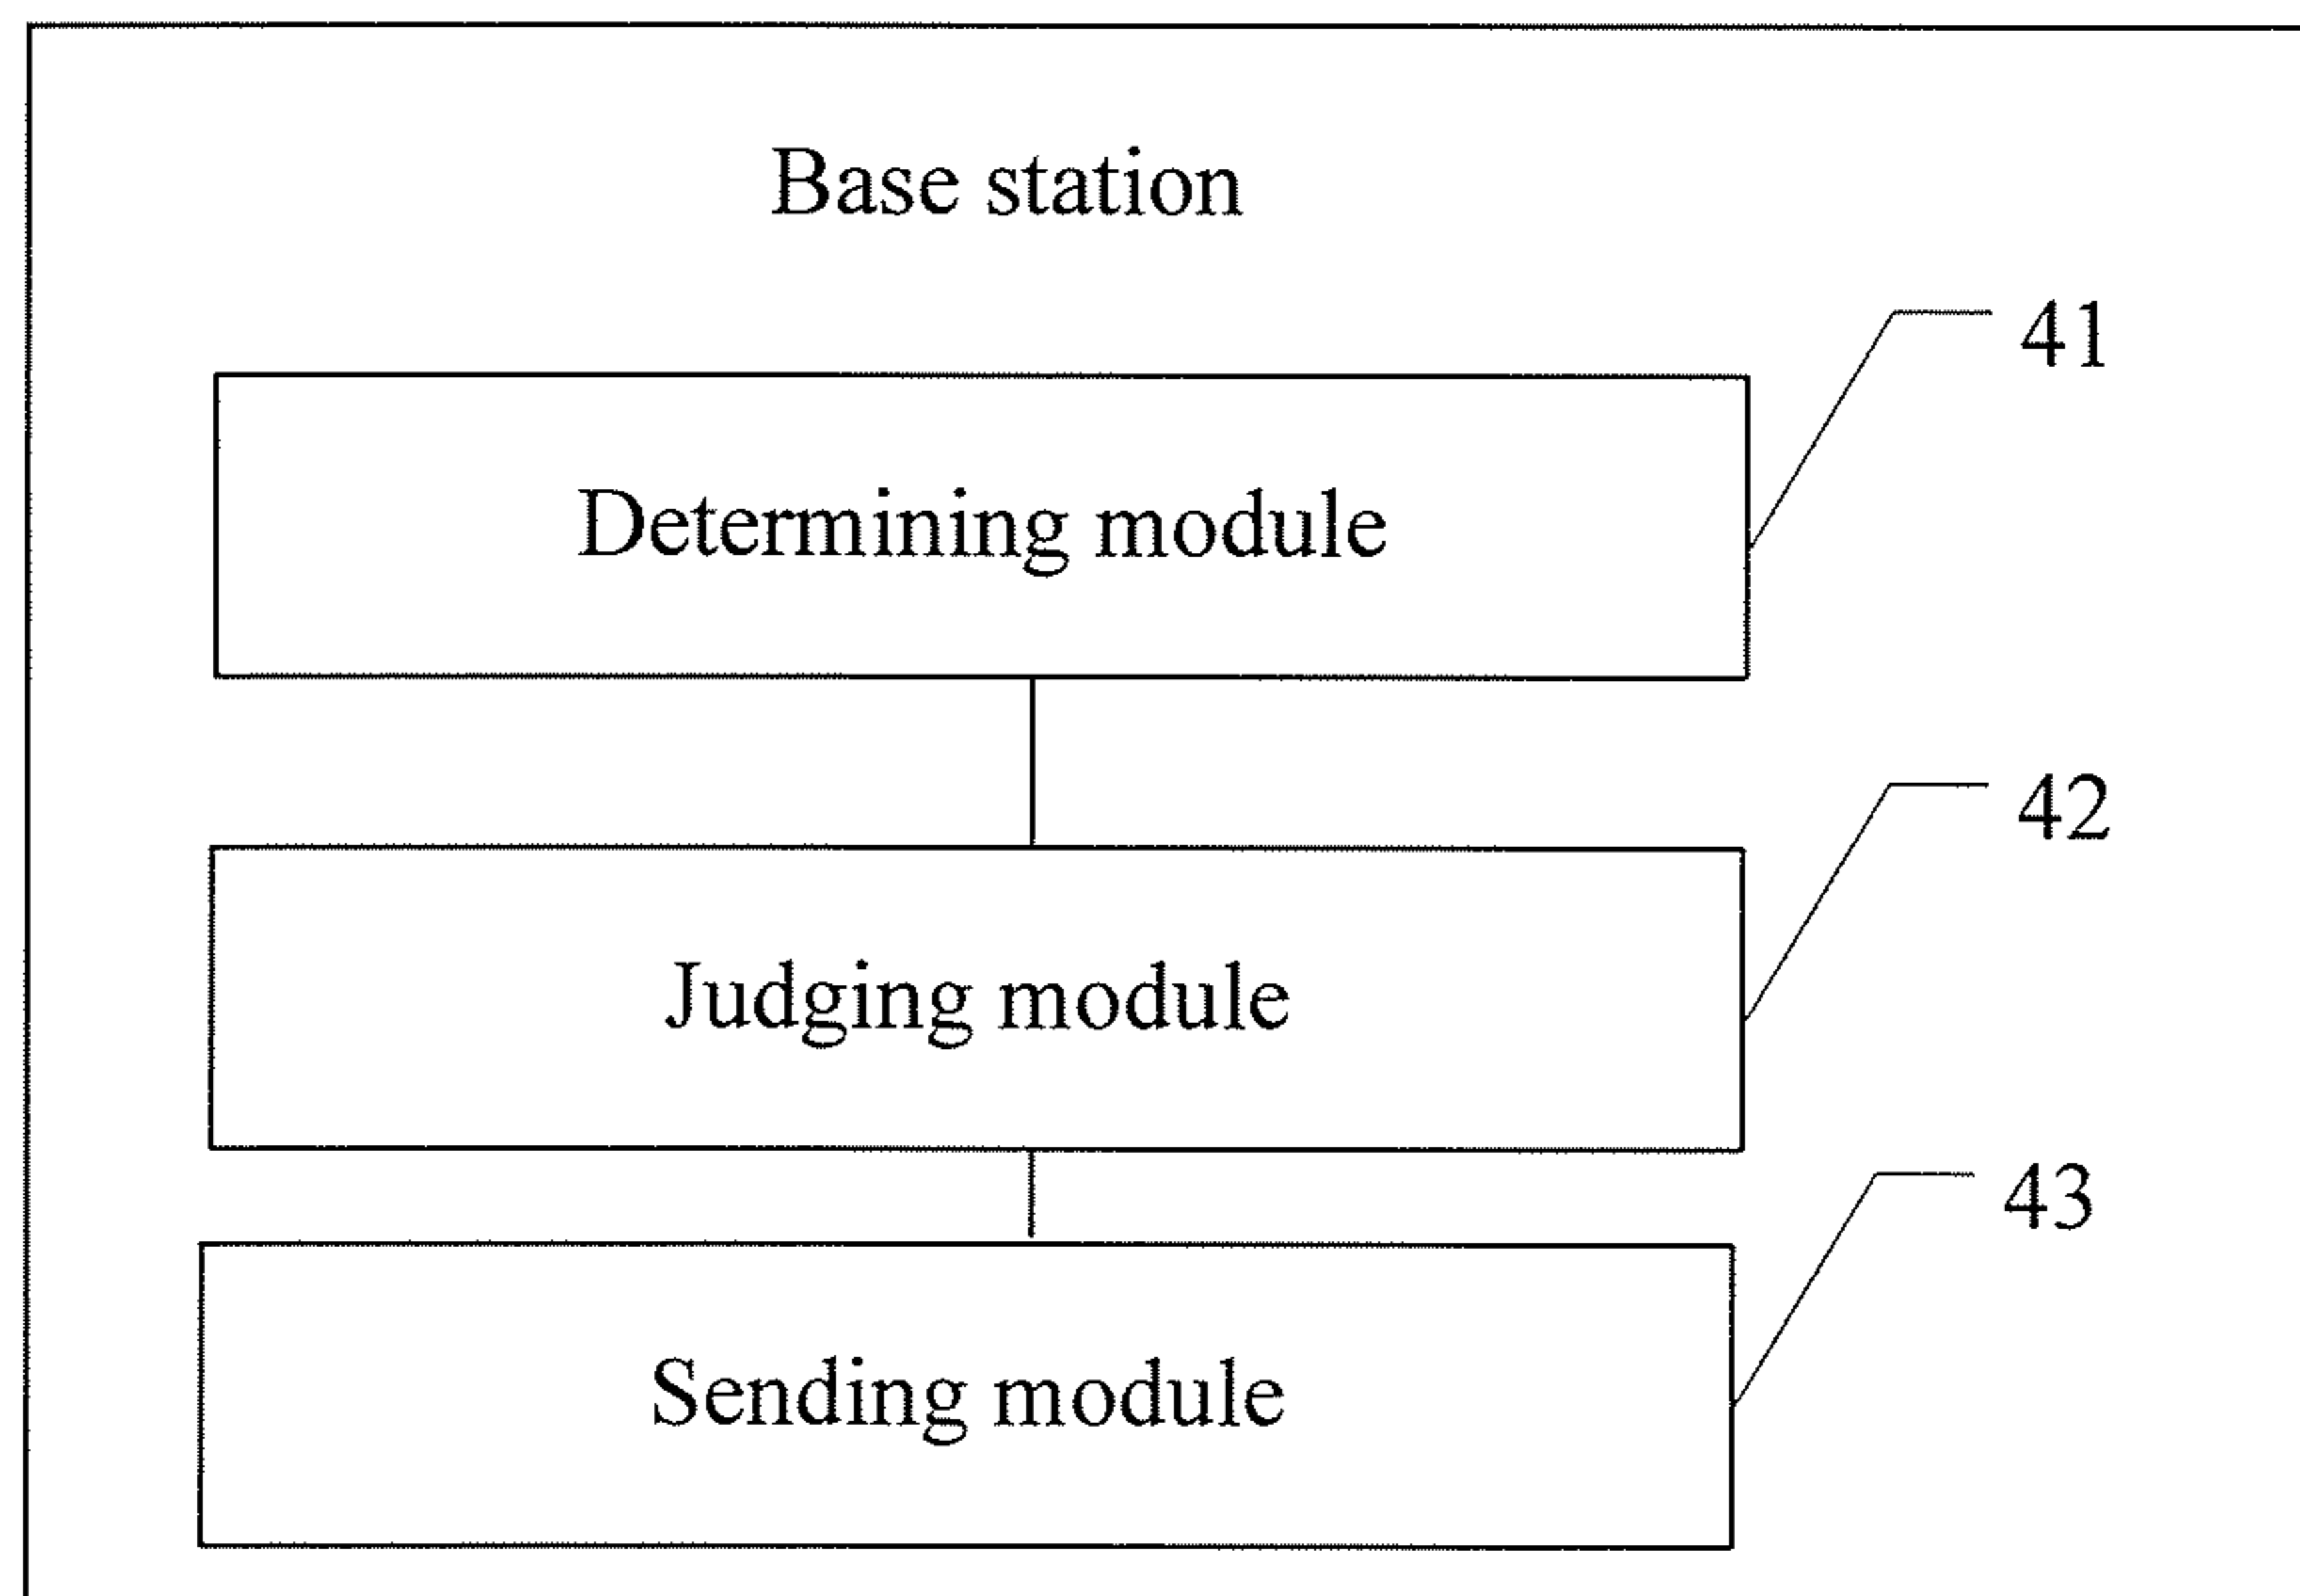 Base station
41
Determining module
42
Judging module
43
Sending module